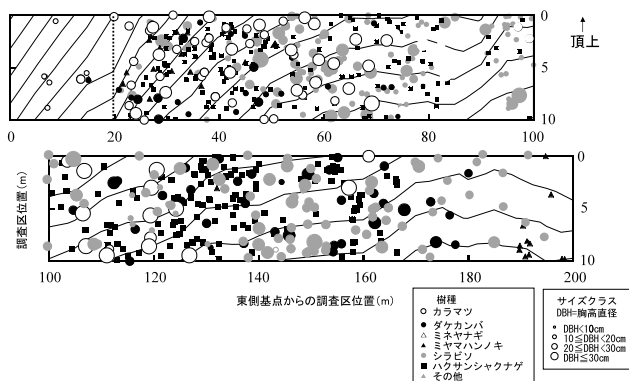 0
頂上
5
10
0 20 40 60 80 100
0
調査区位置(m)
5
10
100 120 140 160 180 200
東側基点からの調査区位置(m)
樹種
カラマツ
ダケカンバ
ミネヤナギ
ミヤマハンノキ
シラビソ
ハクサンシャクナゲ
その他
サイズクラス
DBH=胸高直径
DBH<10cm
10≦DBH<20cm
20≦DBH<30cm
DBH≦30cm